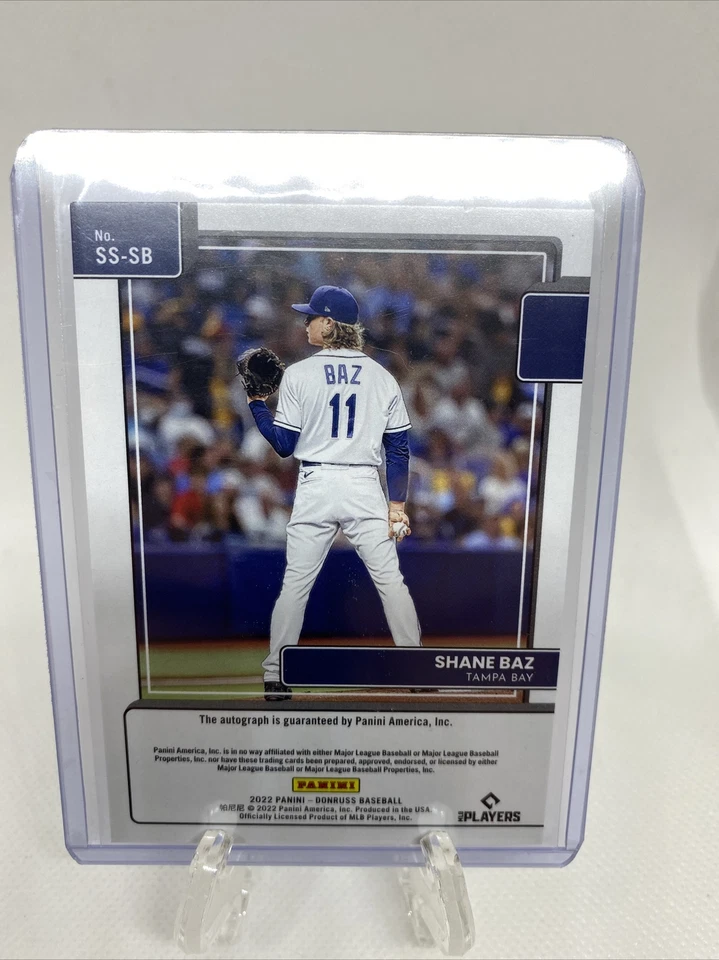 No.
SS-SB
BAZ
11
SHANE BAZ
TAMPA BAY
The autograph is guaranteed by Panini America, Inc.
Panini America, Inc. is in no way affiliated with either Major League Baseball or Major League Baseball
Properties, Inc. nor have these trading cards been prepared, approved, endorsed, or licensed by either
Major League Baseball or Major League Baseball Properties, Inc.
PANINI
2022 PANINI – DONRUSS BASEBALL
帕尼尼 © 2022 Panini America, Inc. Produced in the USA.
Officially Licensed Product of MLB Players, Inc.
MLB PLAYERS